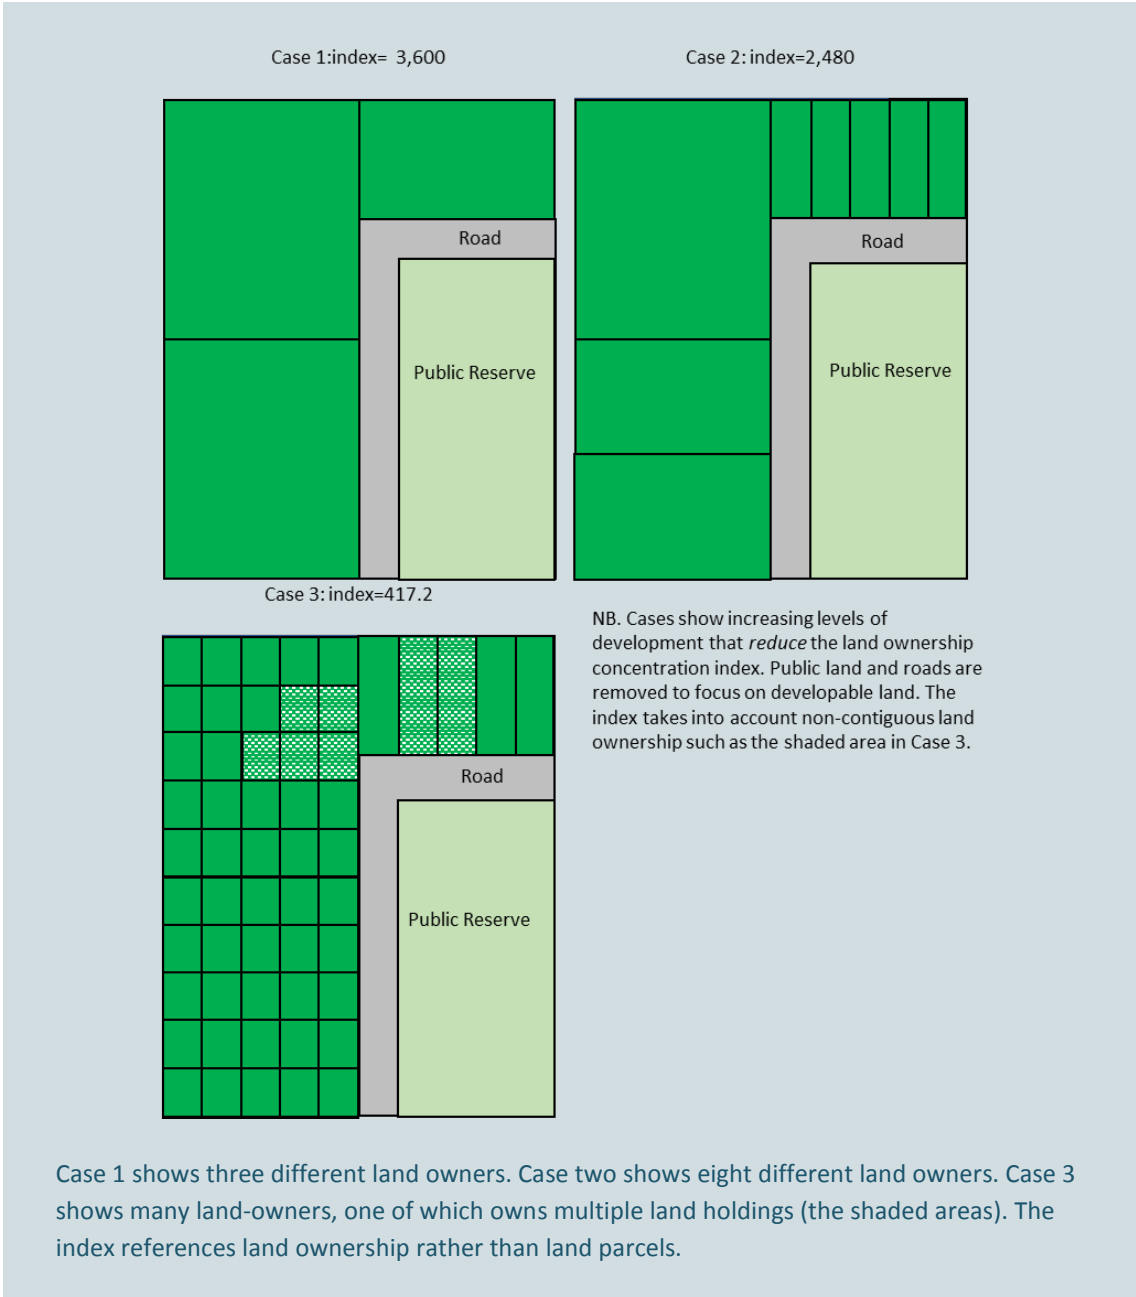 Case 1:index= 3,600
Case 2: index=2,480
Road
Road
Public Reserve
Public Reserve
Case 3: index=417.2
NB. Cases show increasing levels of
development that reduce the land ownership
concentration index. Public land and roads are
removed to focus on developable land. The
index takes into account non-contiguous land
ownership such as the shaded area in Case 3.
Road
Public Reserve
Case 1 shows three different land owners. Case two shows eight different land owners. Case 3
shows many land-owners, one of which owns multiple land holdings (the shaded areas). The
index references land ownership rather than land parcels.